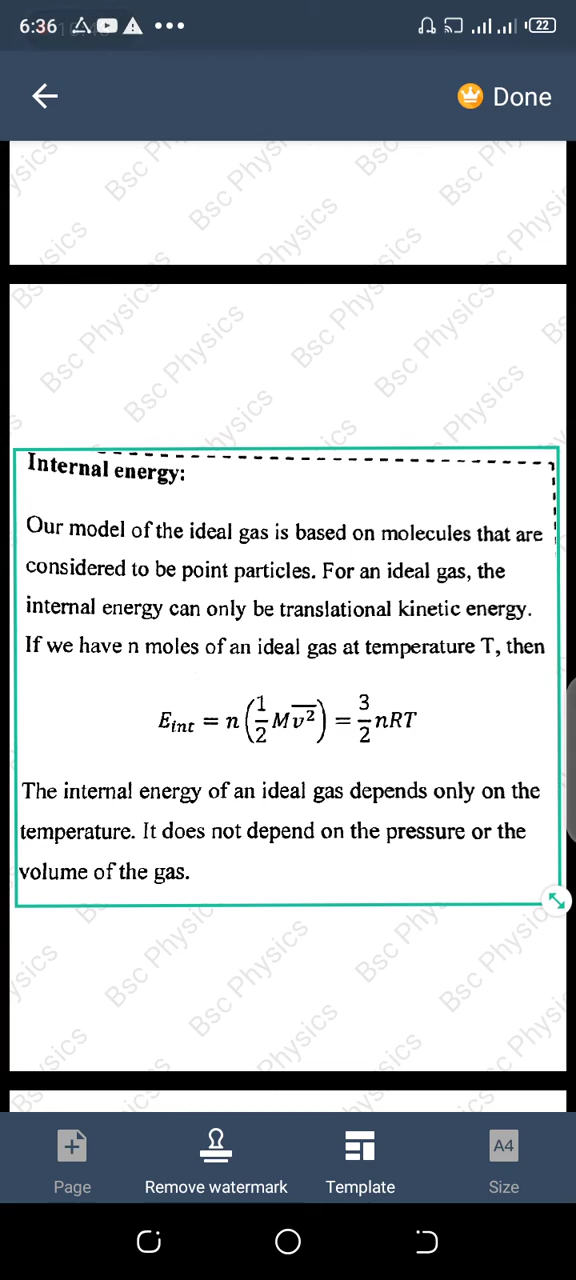 6:36
22
Done
Bsc Physics
Internal energy:
Our model of the ideal gas is based on molecules that are
considered to be point particles. For an ideal gas, the
internal energy can only be translational kinetic energy.
If we have n moles of an ideal gas at temperature T, then
E_int = n(1/2 M v̅²) = 3/2 nRT
The internal energy of an ideal gas depends only on the
temperature. It does not depend on the pressure or the
volume of the gas.
Page
Remove watermark
Template
A4
Size